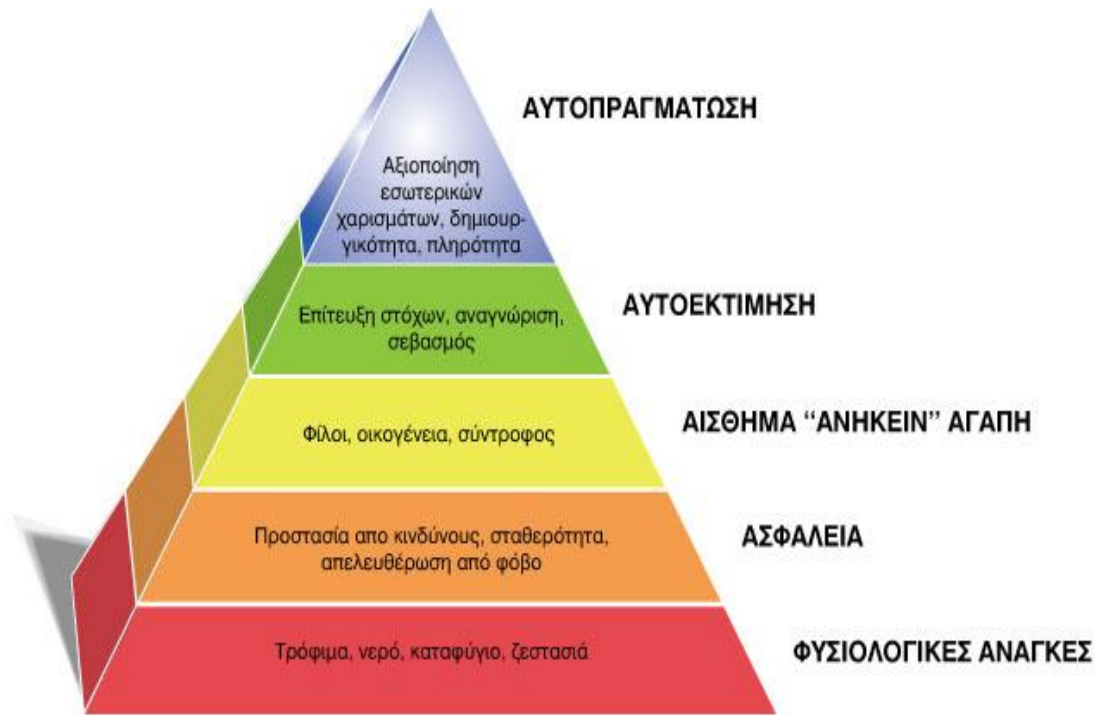 ΑΥΤΟΠΡΑΓΜΑΤΩΣΗ
Αξιοποίηση
εσωτερικών
χαρισμάτων, δημιουρ-
γικότητα, πληρότητα
ΑΥΤΟΕΚΤΙΜΗΣΗ
Επίτευξη στόχων, αναγνώριση,
σεβασμός
ΑΙΣΘΗΜΑ “ΑΝΗΚΕΙΝ” ΑΓΑΠΗ
Φίλοι, οικογένεια, σύντροφος
ΑΣΦΑΛΕΙΑ
Προστασία απο κινδύνους, σταθερότητα,
απελευθέρωση από φόβο
ΦΥΣΙΟΛΟΓΙΚΕΣ ΑΝΑΓΚΕΣ
Τρόφιμα, νερό, καταφύγιο, ζεστασιά